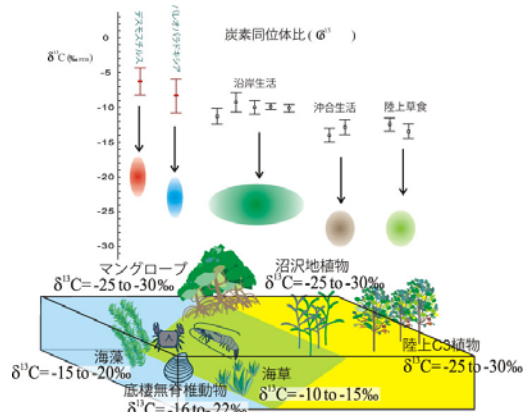 デスモスチルス
パレオパラドキシア
炭素同位体比
δ¹³C
0
-5
-10
-15
-20
-25
-30
沿岸生活
沖合生活
陸上草食
マングローブ
δ¹³C= -25 to -30‰
沼沢地植物
δ¹³C= -25 to -30‰
海藻
δ¹³C= -15 to -20‰
底棲無脊椎動物
δ¹³C= -16 to -22‰
海草
δ¹³C= -10 to -15‰
陸上C3植物
δ¹³C= -25 to -30‰